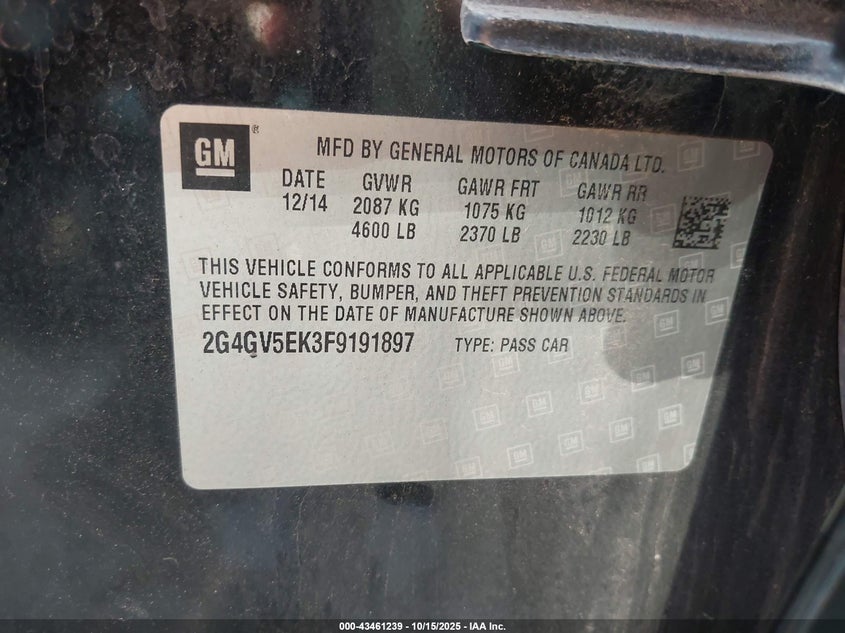 GM ®
MFD BY GENERAL MOTORS OF CANADA LTD.
DATE GVWR GAWR FRT GAWR RR
12/14 2087 KG 1075 KG 1012 KG
4600 LB 2370 LB 2230 LB
THIS VEHICLE CONFORMS TO ALL APPLICABLE U.S. FEDERAL MOTOR
VEHICLE SAFETY, BUMPER, AND THEFT PREVENTION STANDARDS IN
EFFECT ON THE DATE OF MANUFACTURE SHOWN ABOVE.
2G4GV5EK3F9191897 TYPE: PASS CAR
000-43461239 - 10/15/2025 - IAA Inc.